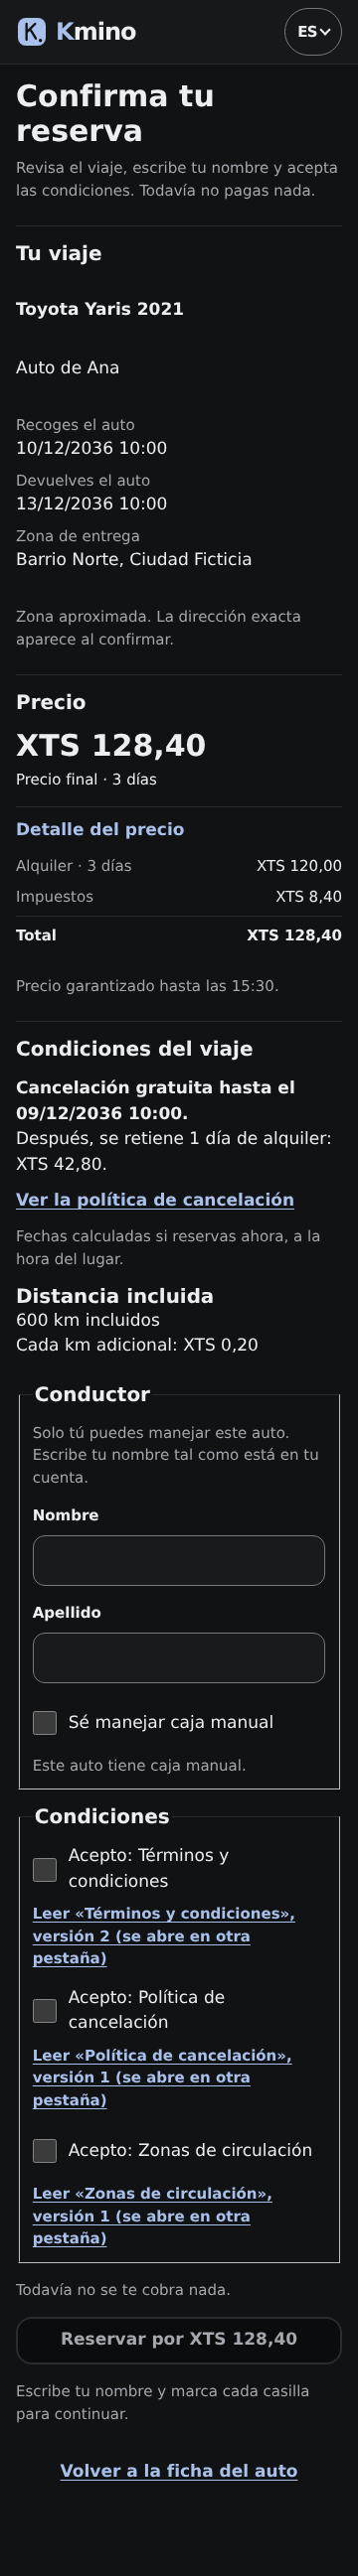 K Kmino
ES
Confirma tu
reserva
Revisa el viaje, escribe tu nombre y acepta
las condiciones. Todavía no pagas nada.
Tu viaje
Toyota Yaris 2021
Auto de Ana
Recoges el auto
10/12/2036 10:00
Devuelves el auto
13/12/2036 10:00
Zona de entrega
Barrio Norte, Ciudad Ficticia
Zona aproximada. La dirección exacta
aparece al confirmar.
Precio
XTS 128,40
Precio final · 3 días
Detalle del precio
Alquiler · 3 días XTS 120,00
Impuestos XTS 8,40
Total XTS 128,40
Precio garantizado hasta las 15:30.
Condiciones del viaje
Cancelación gratuita hasta el
09/12/2036 10:00.
Después, se retiene 1 día de alquiler:
XTS 42,80.
Ver la política de cancelación
Fechas calculadas si reservas ahora, a la
hora del lugar.
Distancia incluida
600 km incluidos
Cada km adicional: XTS 0,20
Conductor
Solo tú puedes manejar este auto.
Escribe tu nombre tal como está en tu
cuenta.
Nombre
Apellido
Sé manejar caja manual
Este auto tiene caja manual.
Condiciones
Acepto: Términos y
condiciones
Leer «Términos y condiciones»,
versión 2 (se abre en otra
pestaña)
Acepto: Política de
cancelación
Leer «Política de cancelación»,
versión 1 (se abre en otra
pestaña)
Acepto: Zonas de circulación
Leer «Zonas de circulación»,
versión 1 (se abre en otra
pestaña)
Todavía no se te cobra nada.
Reservar por XTS 128,40
Escribe tu nombre y marca cada casilla
para continuar.
Volver a la ficha del auto